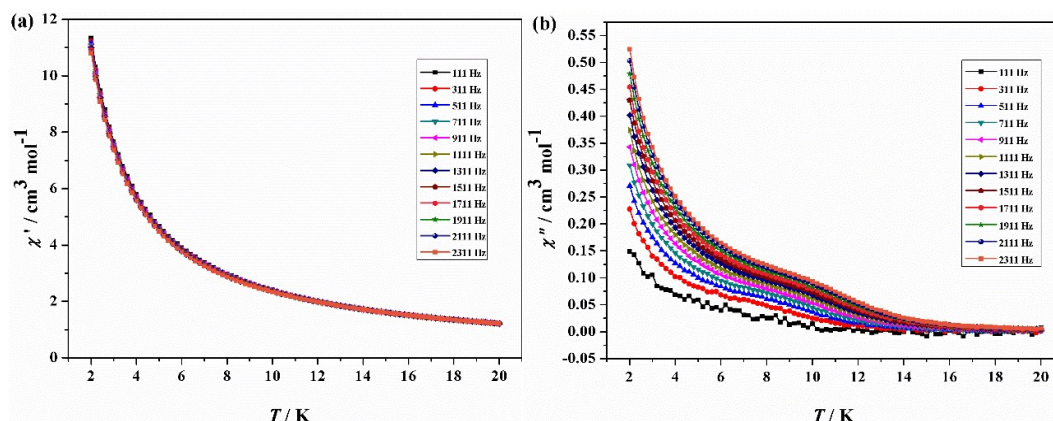 (a)
12
10
8
6
4
2
0
χ' / cm³ mol⁻¹
111 Hz
311 Hz
511 Hz
711 Hz
911 Hz
1111 Hz
1311 Hz
1511 Hz
1711 Hz
1911 Hz
2111 Hz
2311 Hz
2 4 6 8 10 12 14 16 18 20
T / K
(b)
0.55
0.50
0.45
0.40
0.35
0.30
0.25
0.20
0.15
0.10
0.05
0.00
-0.05
χ'' / cm³ mol⁻¹
111 Hz
311 Hz
511 Hz
711 Hz
911 Hz
1111 Hz
1311 Hz
1511 Hz
1711 Hz
1911 Hz
2111 Hz
2311 Hz
2 4 6 8 10 12 14 16 18 20
T / K